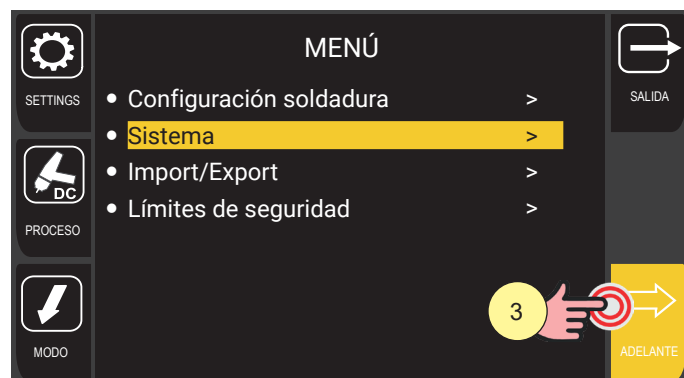 MENÚ
SETTINGS
• Configuración soldadura >
SALIDA
• Sistema >
• Import/Export >
DC
PROCESO
• Límites de seguridad >
3
MODO
ADELANTE